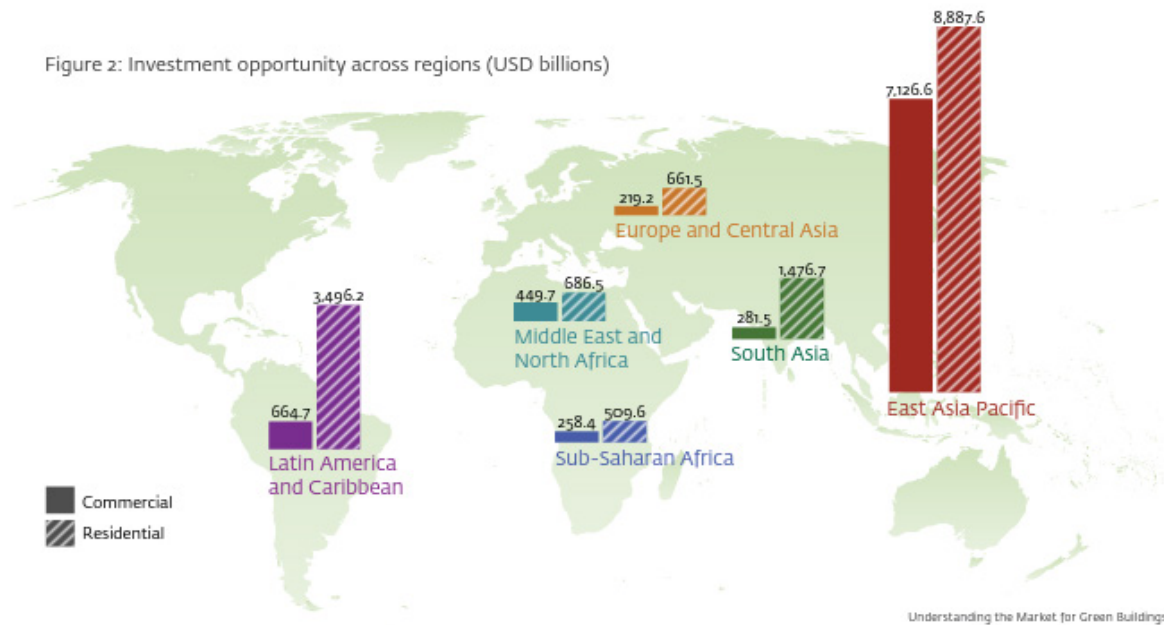 Figure 2: Investment opportunity across regions (USD billions)
8,887.6
7,126.6
661.5
219.2
Europe and Central Asia
1,476.7
281.5
South Asia
686.5
449.7
Middle East and
North Africa
3,496.2
664.7
Latin America
and Caribbean
509.6
258.4
Sub-Saharan Africa
East Asia Pacific
Commercial
Residential
Understanding the Market for Green Buildings